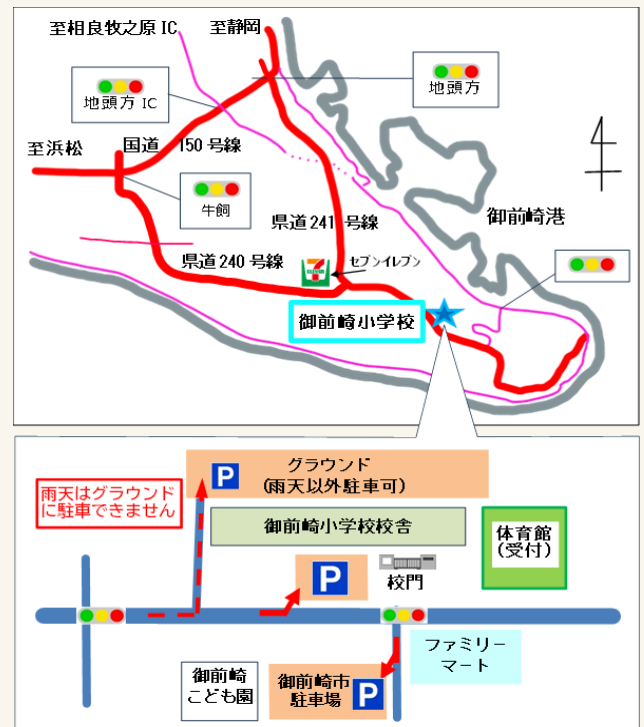 至相良牧之原 IC
至静岡
地頭方 IC
地頭方
至浜松
国道 150 号線
牛飼
県道 241 号線
御前崎港
県道 240 号線
7
セブンイレブン
御前崎小学校
グラウンド
(雨天以外駐車可)
P
雨天はグラウンド
に駐車できません
御前崎小学校校舎
体育館
(受付)
P
校門
ファミリー
マート
御前崎
こども園
御前崎市
駐車場
P